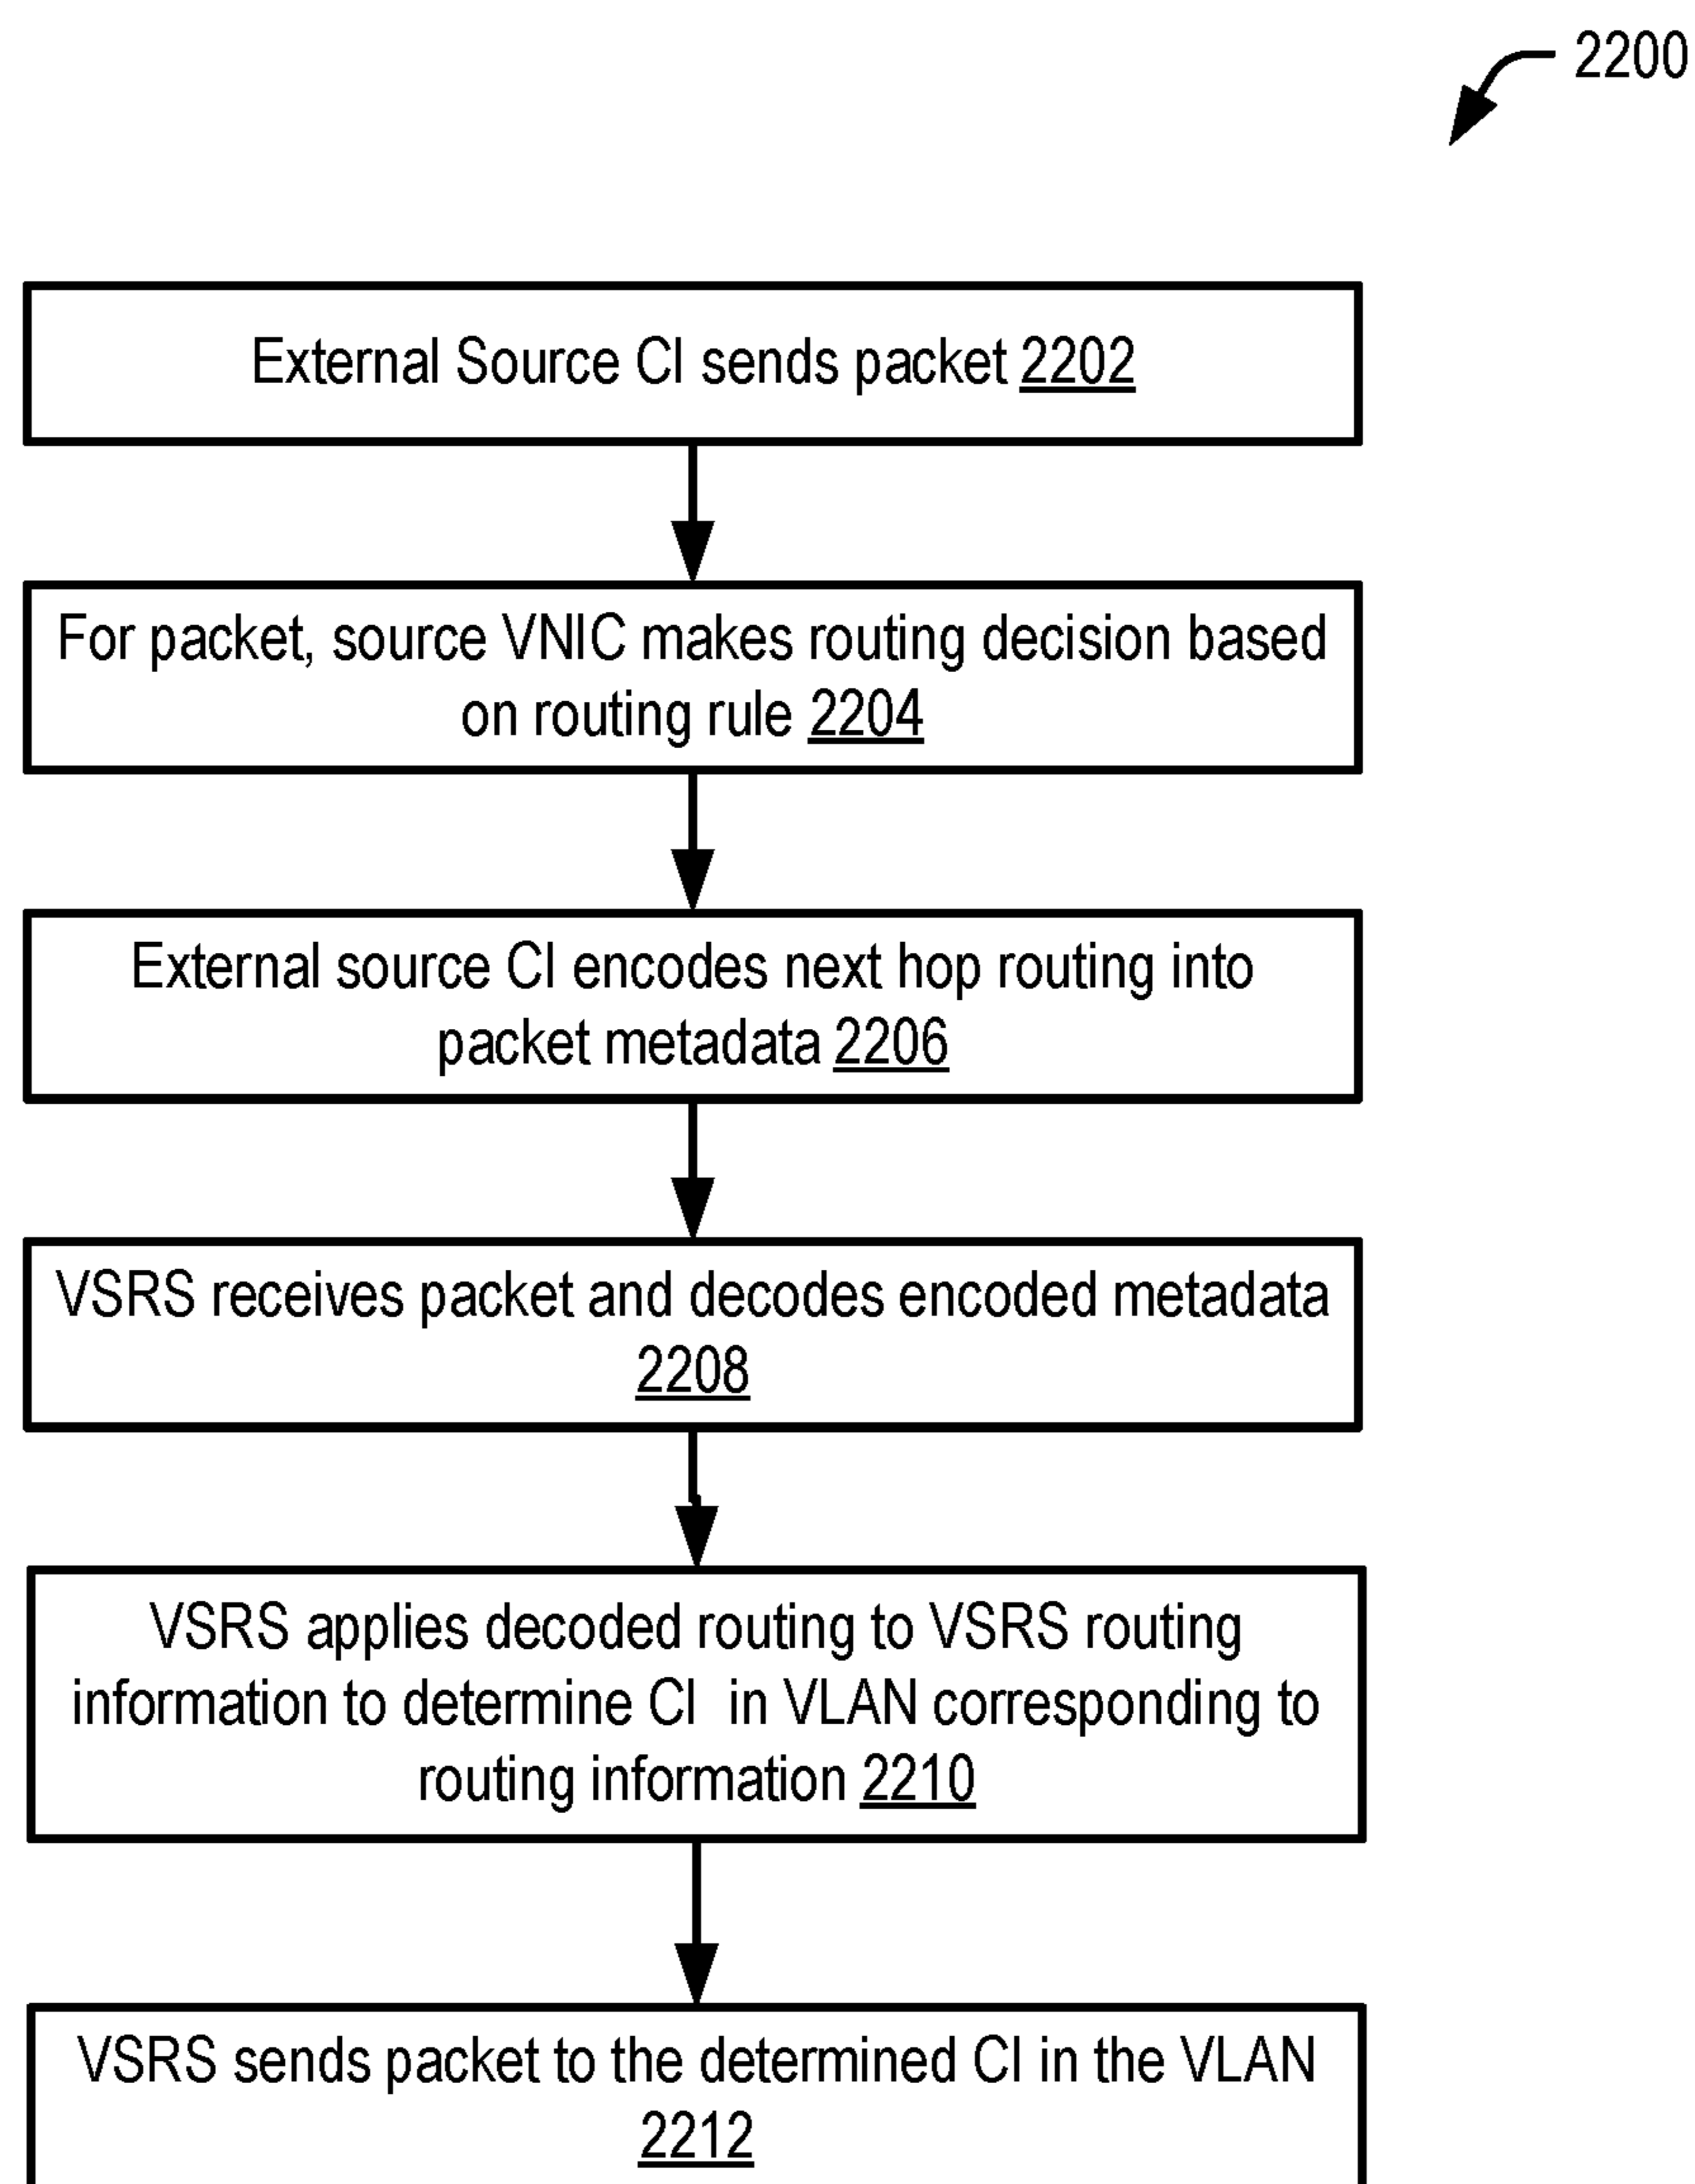 2200
External Source CI sends packet 2202
For packet, source VNIC makes routing decision based
on routing rule 2204
External source CI encodes next hop routing into
packet metadata 2206
VSRS receives packet and decodes encoded metadata
2208
VSRS applies decoded routing to VSRS routing
information to determine CI in VLAN corresponding to
routing information 2210
VSRS sends packet to the determined CI in the VLAN
2212